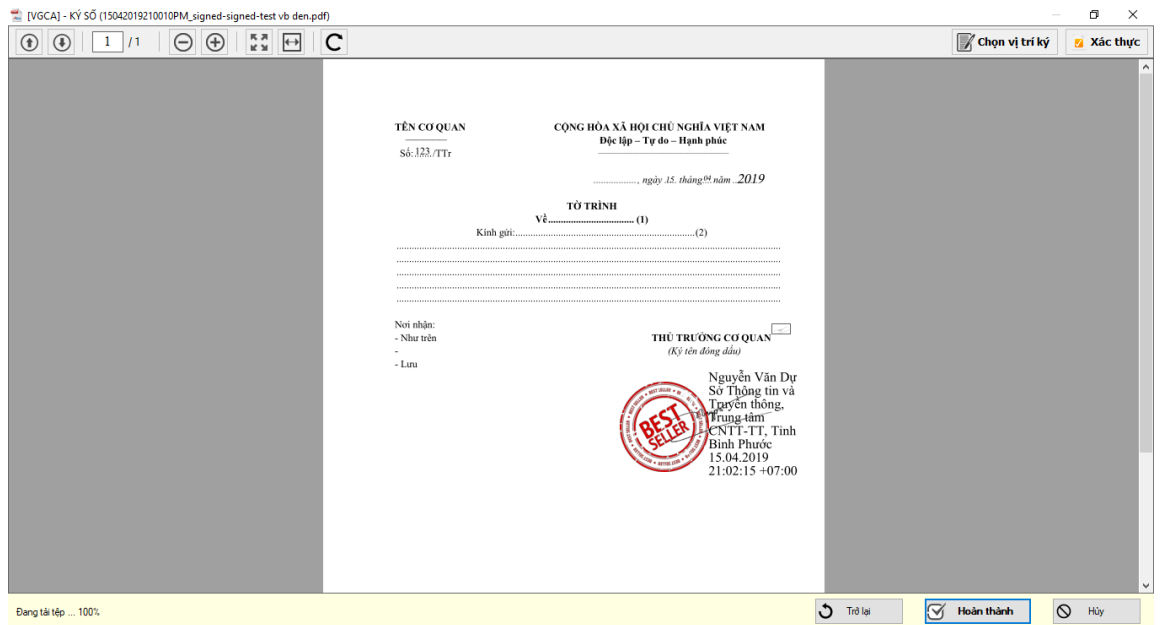 [VGCA] - KÝ SỐ (15042019210010PM_signed-signed-test vb den.pdf)
1 / 1
Chọn vị trí ký
Xác thực
TÊN CƠ QUAN
CỘNG HÒA XÃ HỘI CHỦ NGHĨA VIỆT NAM
Độc lập – Tự do – Hạnh phúc
Số: 123 /TTr
.................., ngày 15. tháng 04 năm ..2019
TỜ TRÌNH
Về.................................. (1)
Kính gửi:........................................................................(2)
Nơi nhận:
- Như trên
-
- Lưu
THỦ TRƯỞNG CƠ QUAN
(Ký tên đóng dấu)
BEST SELLER
Nguyễn Văn Dự
Sở Thông tin và
Truyền thông,
Trung tâm
CNTT-TT, Tỉnh
Bình Phước
15.04.2019
21:02:15 +07:00
Đang tải tệp ... 100%
Trở lại
Hoàn thành
Hủy